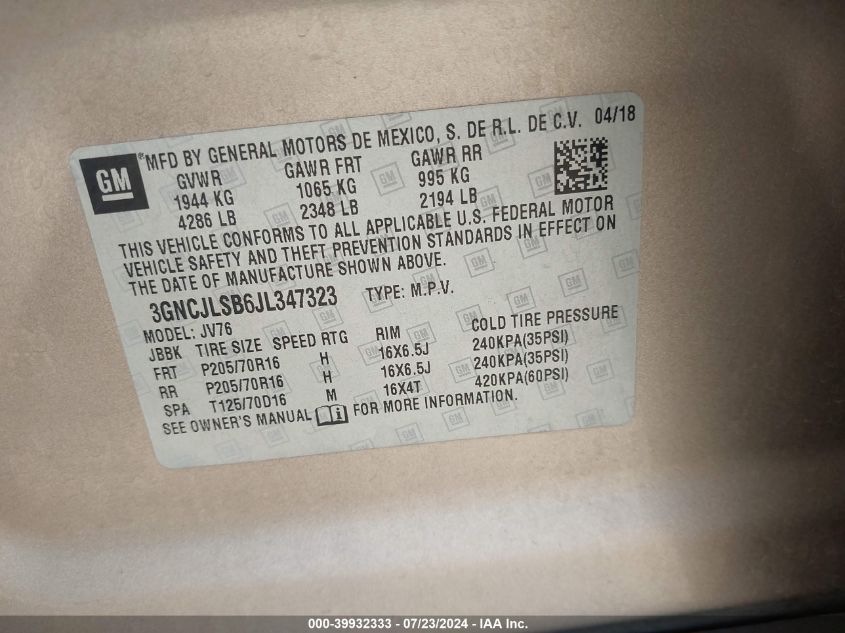 GM
®MFD BY GENERAL MOTORS DE MEXICO, S. DE R.L. DE C.V. 04/18
GVWR GAWR FRT GAWR RR
1944 KG 1065 KG 995 KG
4286 LB 2348 LB 2194 LB
THIS VEHICLE CONFORMS TO ALL APPLICABLE U.S. FEDERAL MOTOR
VEHICLE SAFETY AND THEFT PREVENTION STANDARDS IN EFFECT ON
THE DATE OF MANUFACTURE SHOWN ABOVE.
3GNCJLSB6JL347323 TYPE: M.P.V.
MODEL: JV76
JBBK TIRE SIZE SPEED RTG RIM COLD TIRE PRESSURE
FRT P205/70R16 H 16X6.5J 240KPA(35PSI)
RR P205/70R16 H 16X6.5J 240KPA(35PSI)
SPA T125/70D16 M 16X4T 420KPA(60PSI)
SEE OWNER'S MANUAL FOR MORE INFORMATION.
000-39932333 - 07/23/2024 - IAA Inc.